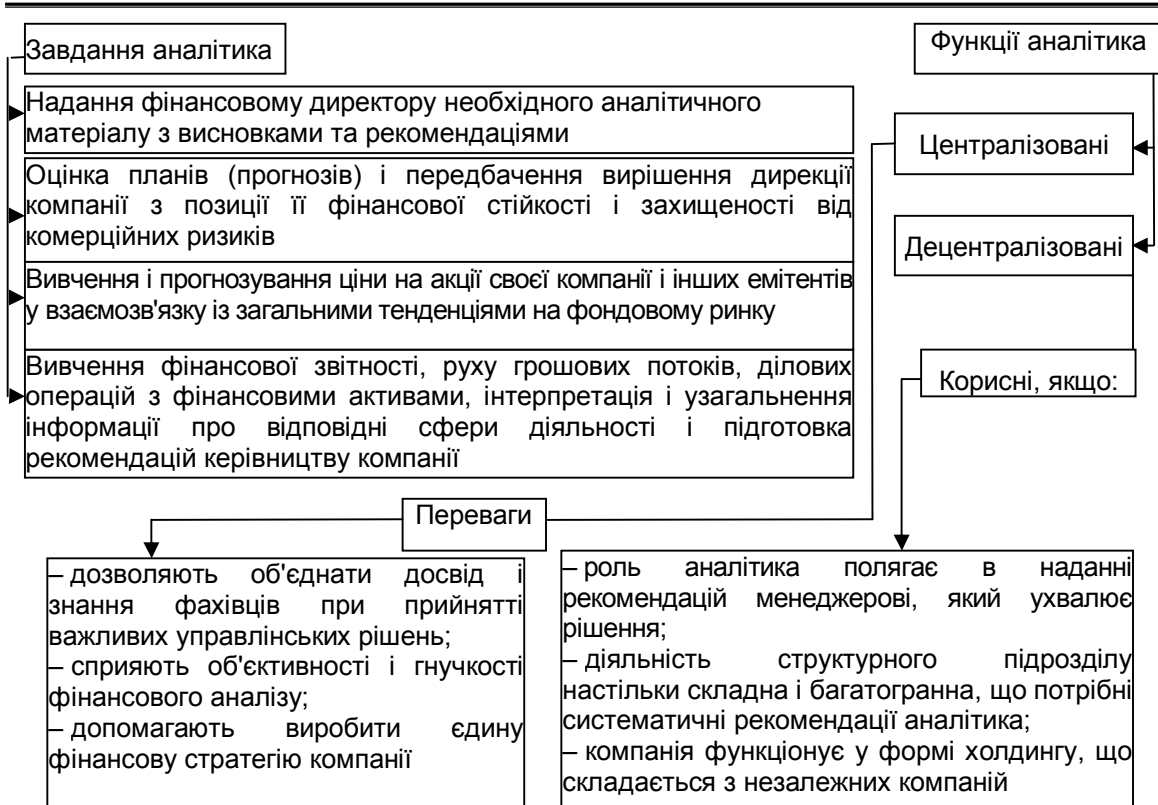 Завдання аналітика
Функції аналітика
Надання фінансовому директору необхідного аналітичного
матеріалу з висновками та рекомендаціями
Централізовані
Оцінка планів (прогнозів) і передбачення вирішення дирекції
компанії з позиції її фінансової стійкості і захищеності від
комерційних ризиків
Децентралізовані
Вивчення і прогнозування ціни на акції своєї компанії і інших емітентів
у взаємозв'язку із загальними тенденціями на фондовому ринку
Вивчення фінансової звітності, руху грошових потоків, ділових
операцій з фінансовими активами, інтерпретація і узагальнення
інформації про відповідні сфери діяльності і підготовка
рекомендацій керівництву компанії
Корисні, якщо:
Переваги
– дозволяють об'єднати досвід і
знання фахівців при прийнятті
важливих управлінських рішень;
– сприяють об'єктивності і гнучкості
фінансового аналізу;
– допомагають виробити єдину
фінансову стратегію компанії
– роль аналітика полягає в наданні
рекомендацій менеджерові, який ухвалює
рішення;
– діяльність структурного підрозділу
настільки складна і багатогранна, що потрібні
систематичні рекомендації аналітика;
– компанія функціонує у формі холдингу, що
складається з незалежних компаній